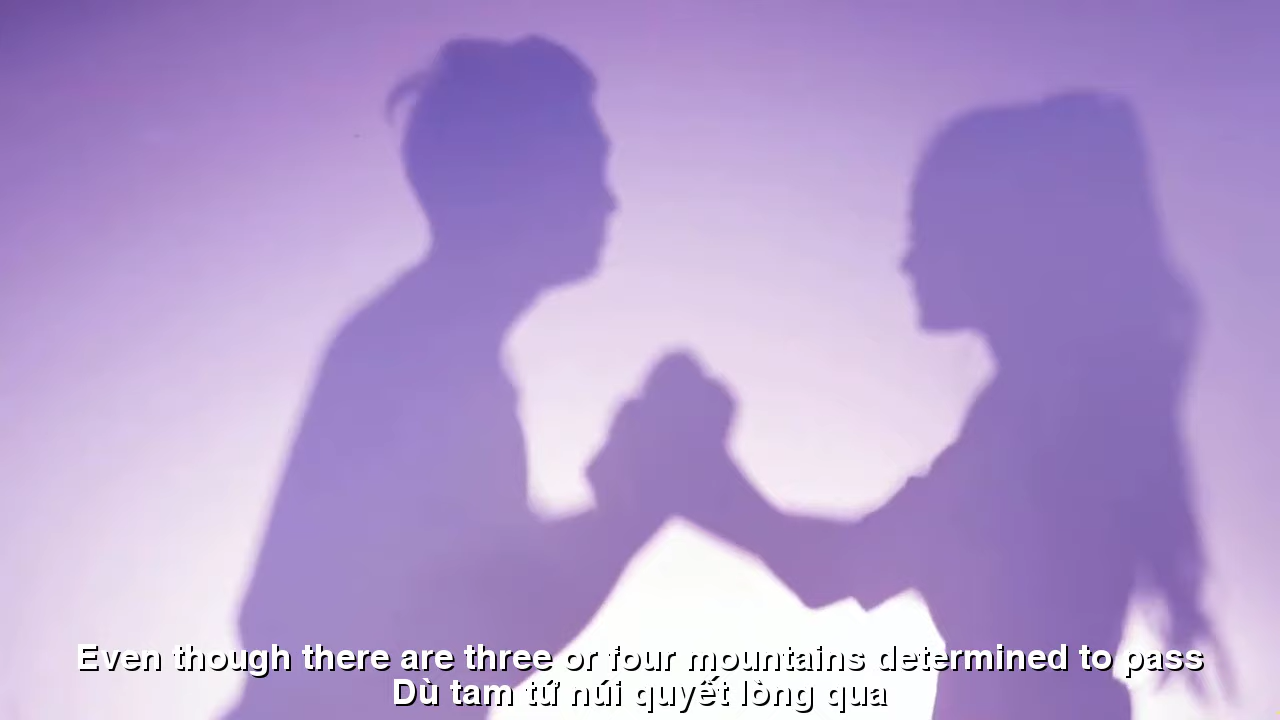 Even though there are three or four mountains determined to pass
Dù tam tứ núi quyết lòng qua